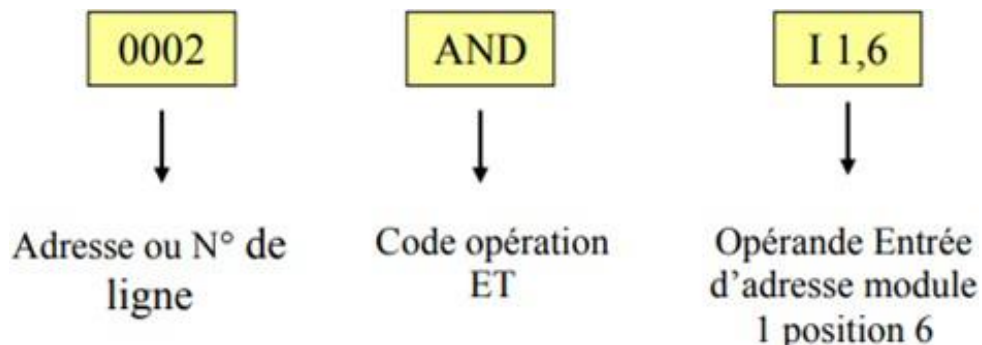 0002
AND
I 1,6
Adresse ou N° de
ligne
Code opération
ET
Opérande Entrée
d’adresse module
1 position 6